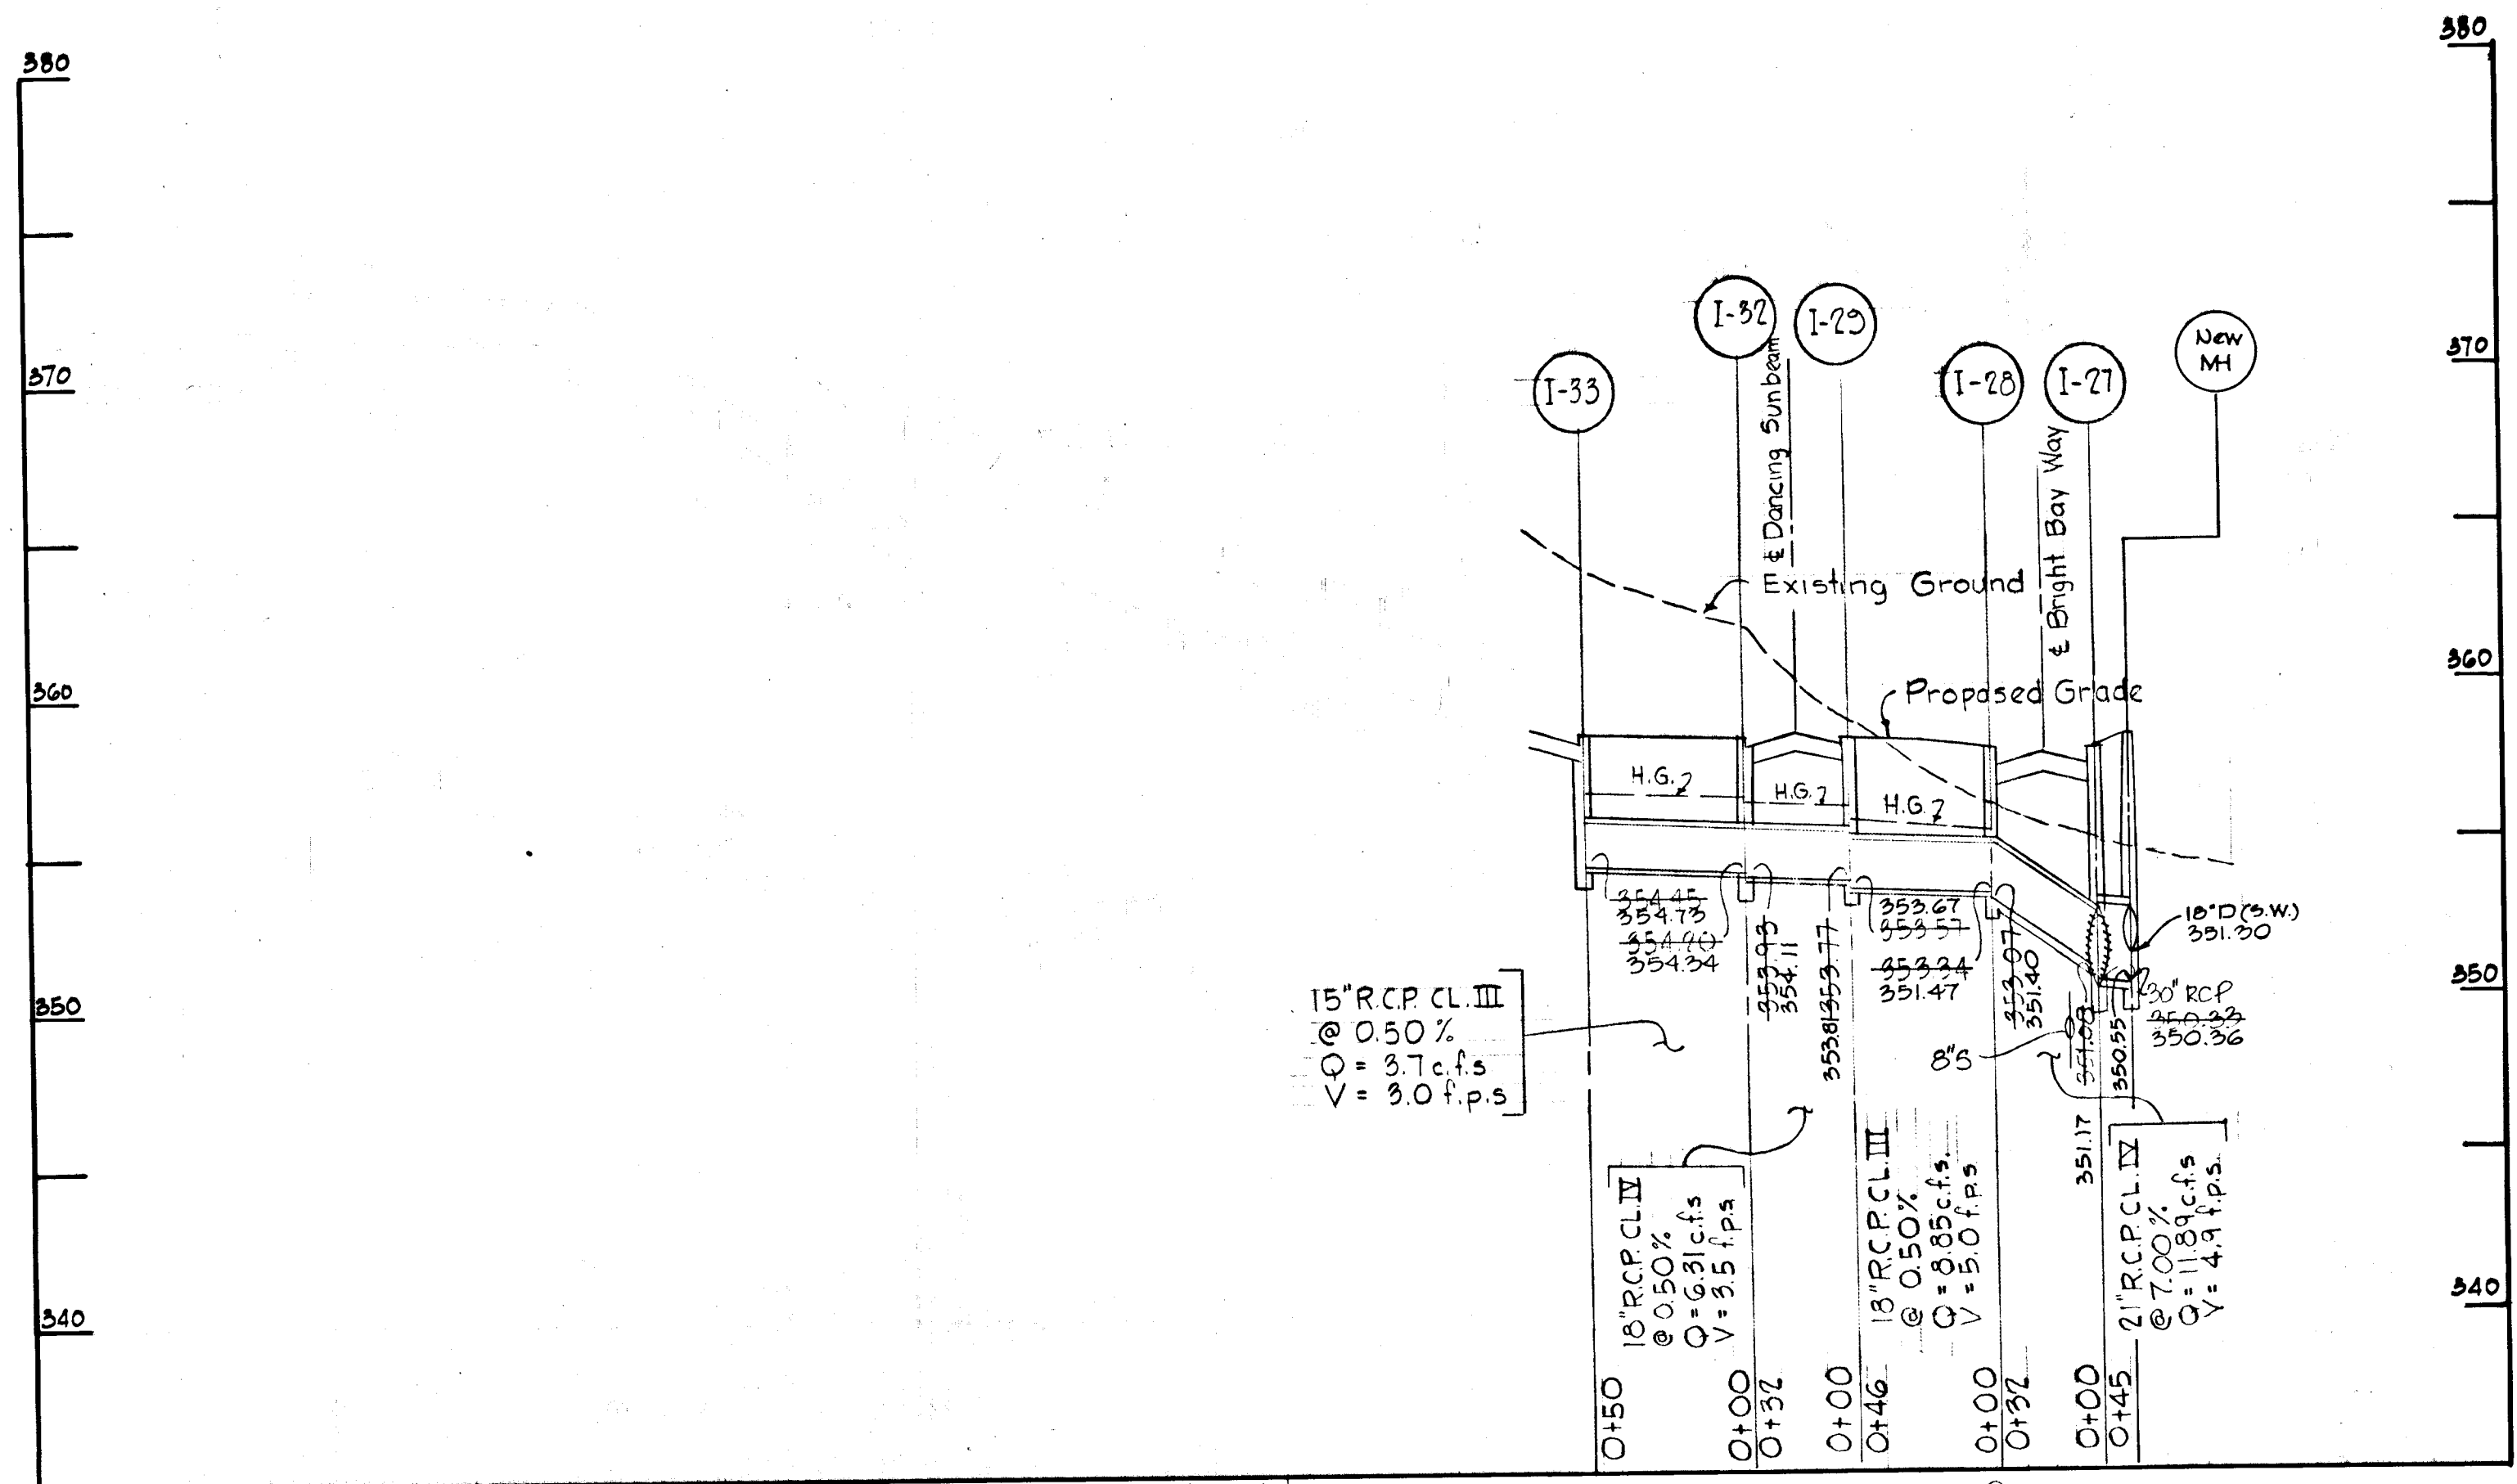 380
370
360
350
340
380
370
360
350
340
I-33
I-32
I-29
I-28
I-27
New
MH
℄ Dancing Sunbeam
℄ Bright Bay Way
Existing Ground
Proposed Grade
H.G.
H.G.
H.G.
354.45
354.73
354.20
354.34
353.93
354.11
353.81
353.77
353.67
353.57
353.34
351.47
353.07
351.40
351.08
351.17
350.55
18"D (S.W.)
351.30
30" RCP
350.33
350.36
8"S
15" R.C.P. CL. III
@ 0.50 %
Q = 3.7 c.f.s
V = 3.0 f.p.s
18" R.C.P. CL. IV
@ 0.50%
Q = 6.31 c.f.s
V = 3.5 f.p.s.
18" R.C.P. CL. III
@ 0.50%
Q = 8.85 c.f.s.
V = 5.0 f.p.s
21" R.C.P. CL. IV
@ 7.00%
Q = 11.89 c.f.s
V = 4.9 f.p.s.
0+50
0+00
0+32
0+00
0+46
0+00
0+32
0+00
0+45